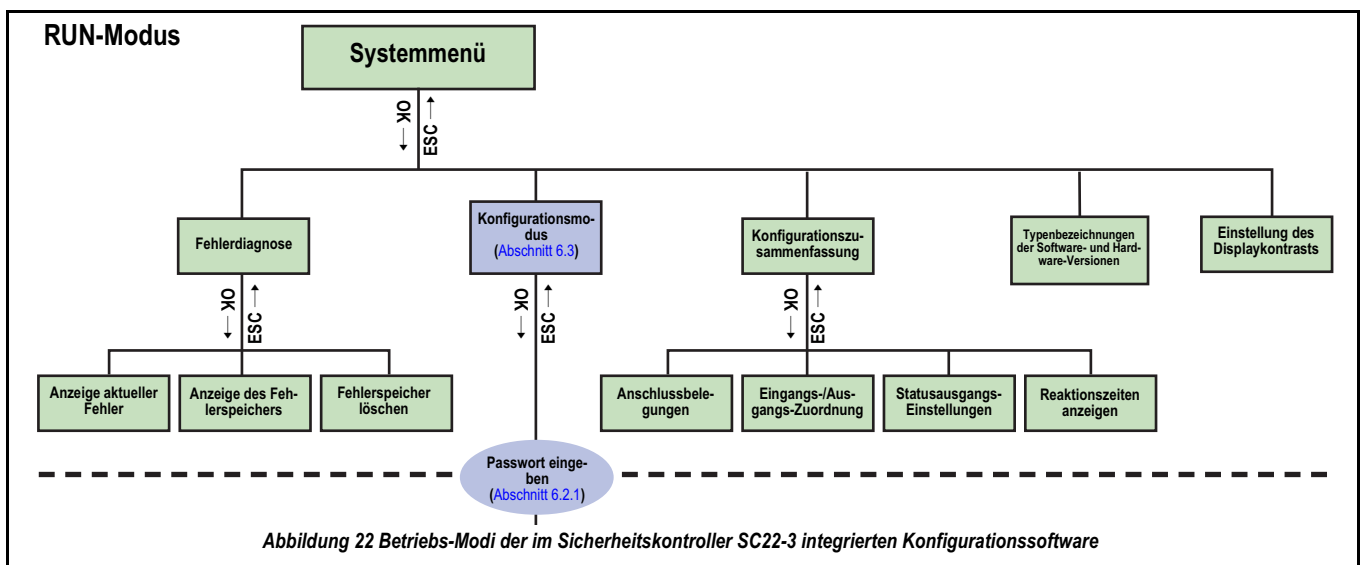 RUN-Modus
Systemmenü
OK
ESC
Fehlerdiagnose
Konfigurationsmo-
dus
(Abschnitt 6.3)
Konfigurationszu-
sammenfassung
Typenbezeichnungen
der Software- und Hard-
ware-Versionen
Einstellung des
Displaykontrasts
OK
ESC
OK
ESC
OK
ESC
Anzeige aktueller
Fehler
Anzeige des Feh-
lerspeichers
Fehlerspeicher
löschen
Anschlussbele-
gungen
Eingangs-/Aus-
gangs-Zuordnung
Statusausgangs-
Einstellungen
Reaktionszeiten
anzeigen
Passwort einge-
ben
(Abschnitt 6.2.1)
Abbildung 22 Betriebs-Modi der im Sicherheitskontroller SC22-3 integrierten Konfigurationssoftware